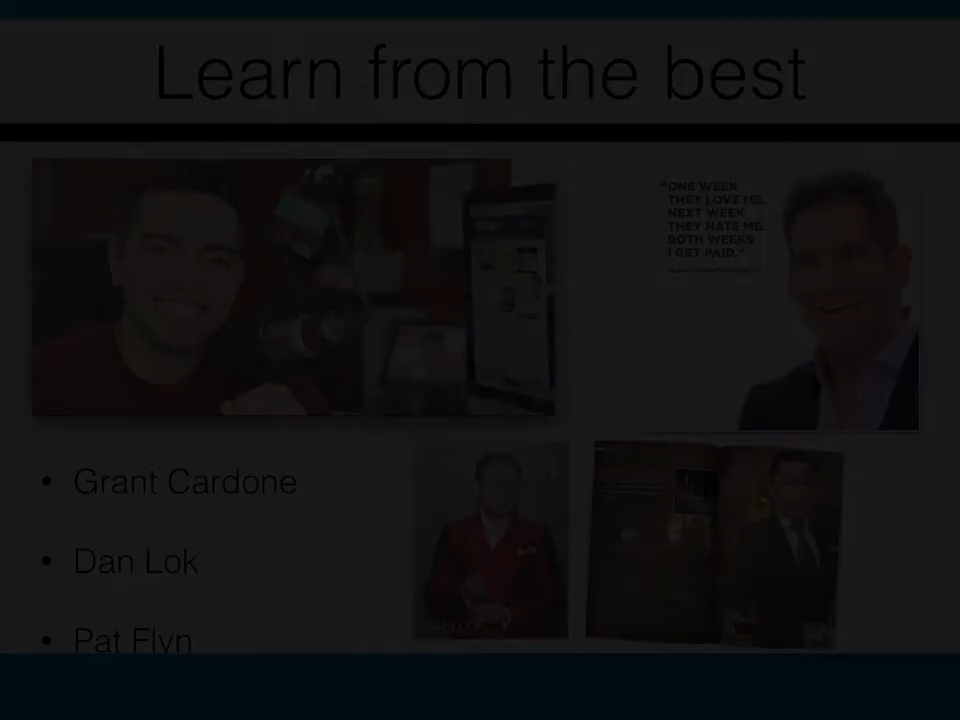 Learn from the best
"ONE WEEK
THEY LOVE ME.
NEXT WEEK
THEY HATE ME.
BOTH WEEKS
I GET PAID."
• Grant Cardone
• Dan Lok
• Pat Flyn